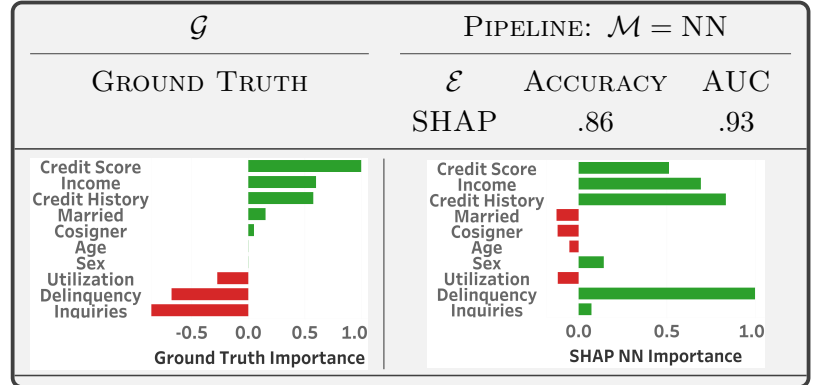 𝒢
PIPELINE: ℳ = NN
GROUND TRUTH
ℰ ACCURACY AUC
SHAP .86 .93
Credit Score
Income
Credit History
Married
Cosigner
Age
Sex
Utilization
Delinquency
Inquiries
-0.5 0.0 0.5 1.0
Ground Truth Importance
Credit Score
Income
Credit History
Married
Cosigner
Age
Sex
Utilization
Delinquency
Inquiries
0.0 0.5 1.0
SHAP NN Importance